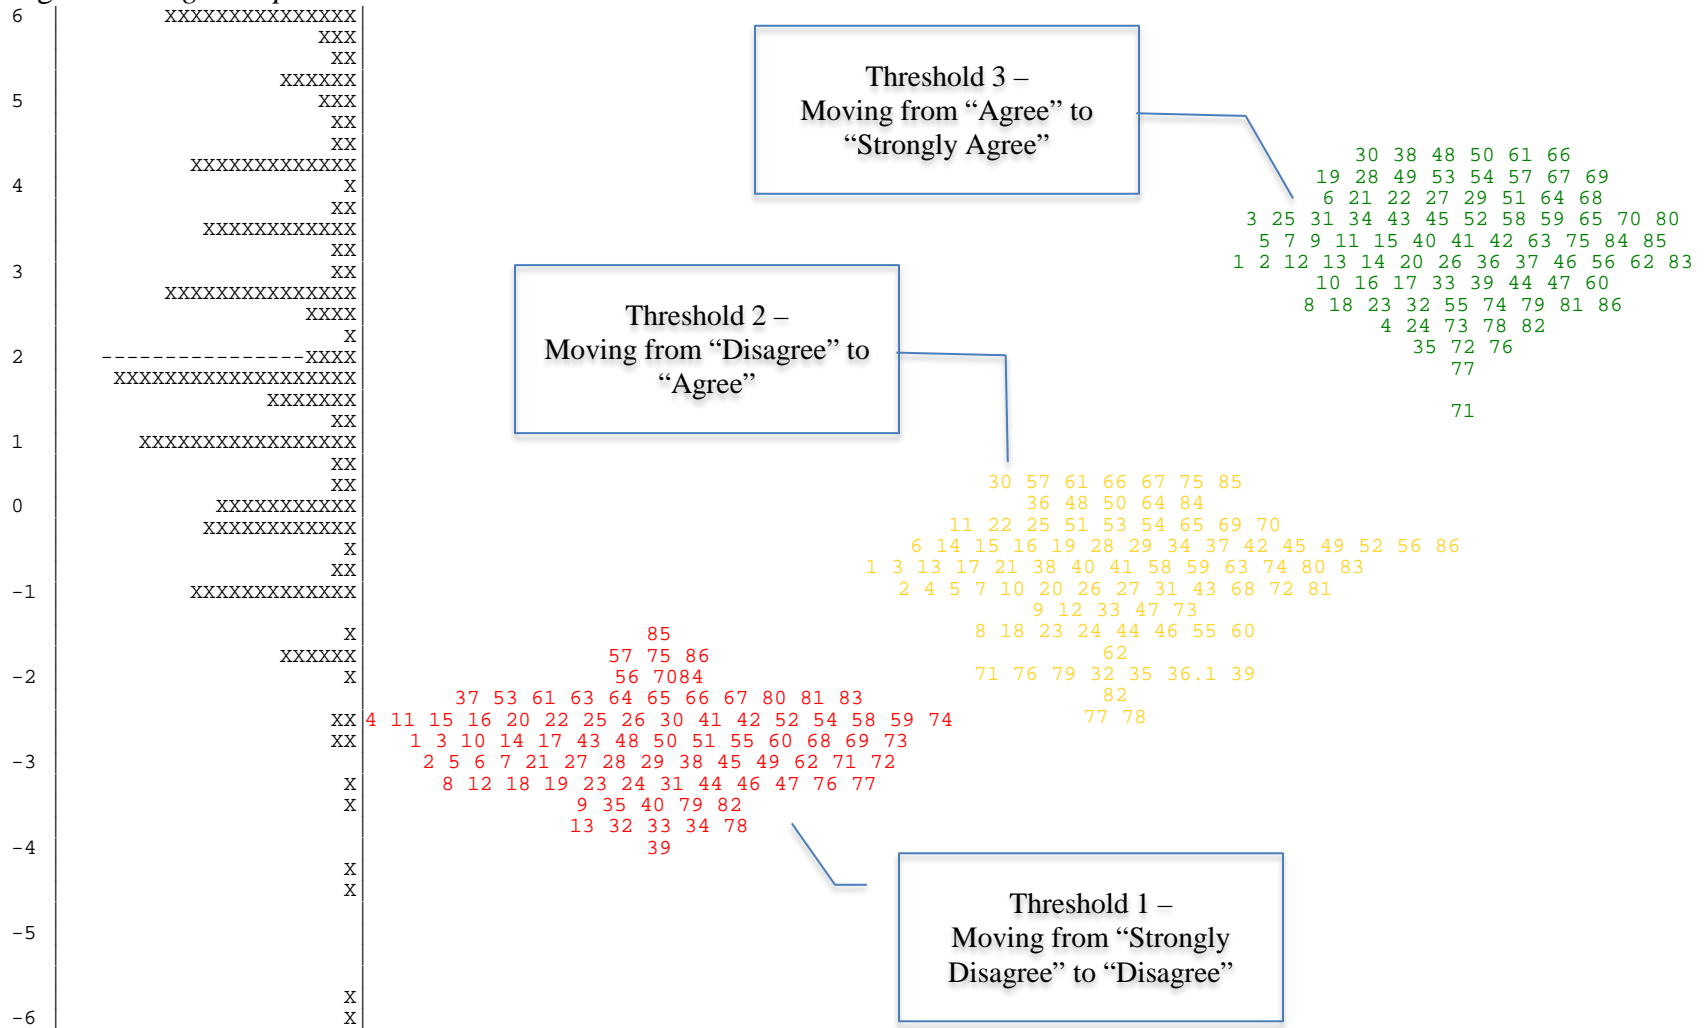 6 XXXXXXXXXXXXXXX
XXX
XX
XXXXXX
5 XXX
XX
XX
Threshold 3 –
Moving from “Agree” to
“Strongly Agree”
30 38 48 50 61 66
XXXXXXXXXXXXX
19 28 49 53 54 57 67 69
4 X
6 21 22 27 29 51 64 68
XX
3 25 31 34 43 45 52 58 59 65 70 80
XXXXXXXXXXXX
5 7 9 11 15 40 41 42 63 75 84 85
XX
1 2 12 13 14 20 26 36 37 46 56 62 83
3 XX
10 16 17 33 39 44 47 60
XXXXXXXXXXXXXXX
8 18 23 32 55 74 79 81 86
XXXX
4 24 73 78 82
X
35 72 76
2 ----------------XXXX
77
XXXXXXXXXXXXXXXXXXX
XXXXXXX
71
XX
1 XXXXXXXXXXXXXXXXX
Threshold 2 –
Moving from “Disagree” to
“Agree”
XX
30 57 61 66 67 75 85
XX
36 48 50 64 84
0 XXXXXXXXXXX
11 22 25 51 53 54 65 69 70
XXXXXXXXXXXX
6 14 15 16 19 28 29 34 37 42 45 49 52 56 86
X
1 3 13 17 21 38 40 41 58 59 63 74 80 83
XX
2 4 5 7 10 20 26 27 31 43 68 72 81
-1 XXXXXXXXXXXXX
9 12 33 47 73
X 85
8 18 23 24 44 46 55 60
XXXXXX 57 75 86
62
-2 X 56 7084
71 76 79 32 35 36.1 39
37 53 61 63 64 65 66 67 80 81 83
82
XX 4 11 15 16 20 22 25 26 30 41 42 52 54 58 59 74
77 78
XX 1 3 10 14 17 43 48 50 51 55 60 68 69 73
-3 2 5 6 7 21 27 28 29 38 45 49 62 71 72
X 8 12 18 19 23 24 31 44 46 47 76 77
X 9 35 40 79 82
13 32 33 34 78
-4 39
X
X
Threshold 1 –
Moving from “Strongly
Disagree” to “Disagree”
-5
X
-6 X